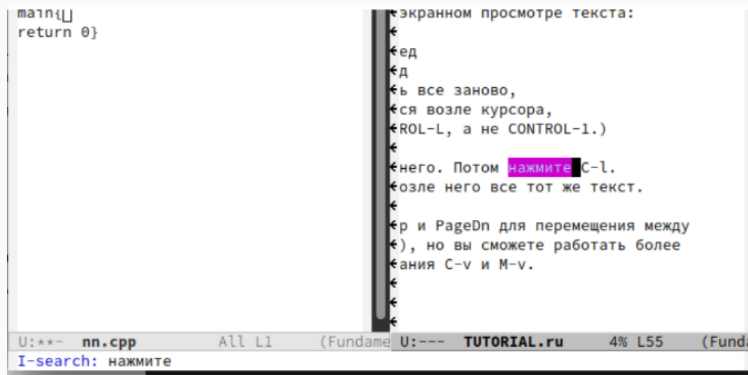 main{
return 0}
экранном просмотре текста:
ед
д
ь все заново,
ся возле курсора,
ROL-L, а не CONTROL-1.)
него. Потом нажмите C-l.
озле него все тот же текст.
р и PageDn для перемещения между
), но вы сможете работать более
ания C-v и M-v.
U:**-  nn.cpp  All L1  (Fundame
U:---  TUTORIAL.ru  4% L55  (Funda
I-search: нажмите